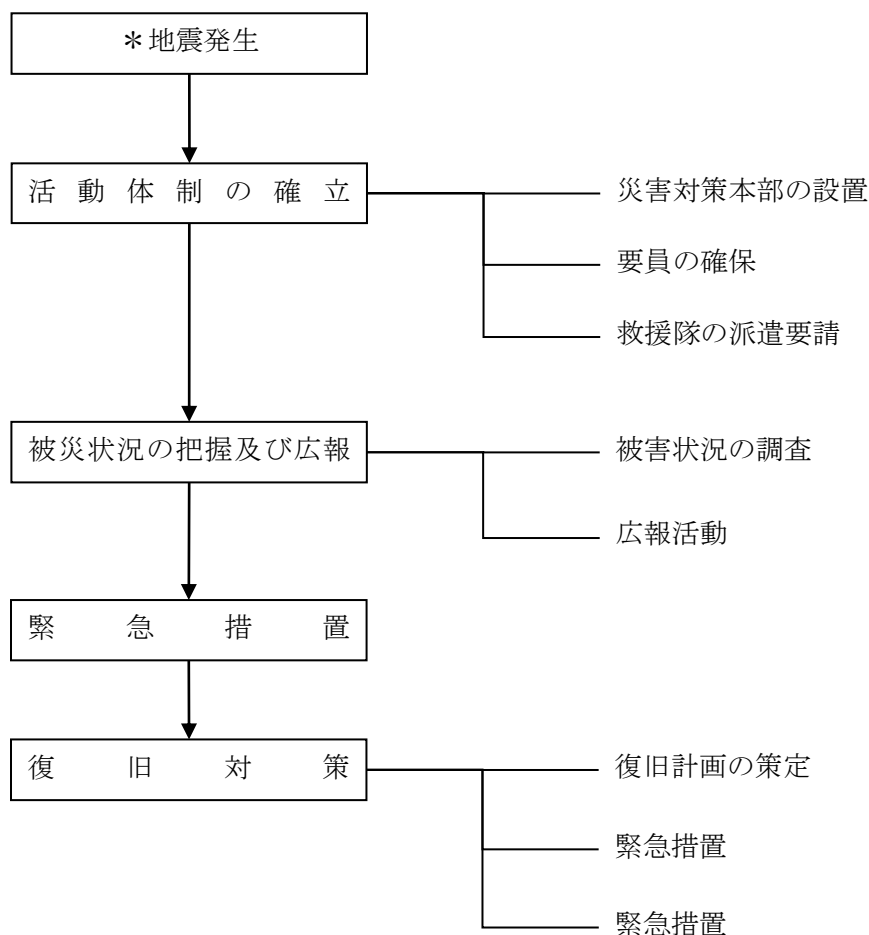 ＊地震発生
活動体制の確立
災害対策本部の設置
要員の確保
救援隊の派遣要請
被災状況の把握及び広報
被害状況の調査
広報活動
緊急措置
復旧対策
復旧計画の策定
緊急措置
緊急措置